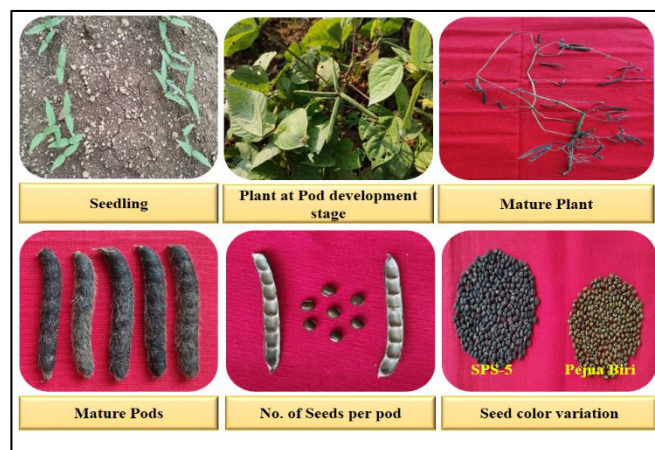 Seedling
Plant at Pod development
stage
Mature Plant
SPS-5
Pejua Biri
Mature Pods
No. of Seeds per pod
Seed color variation